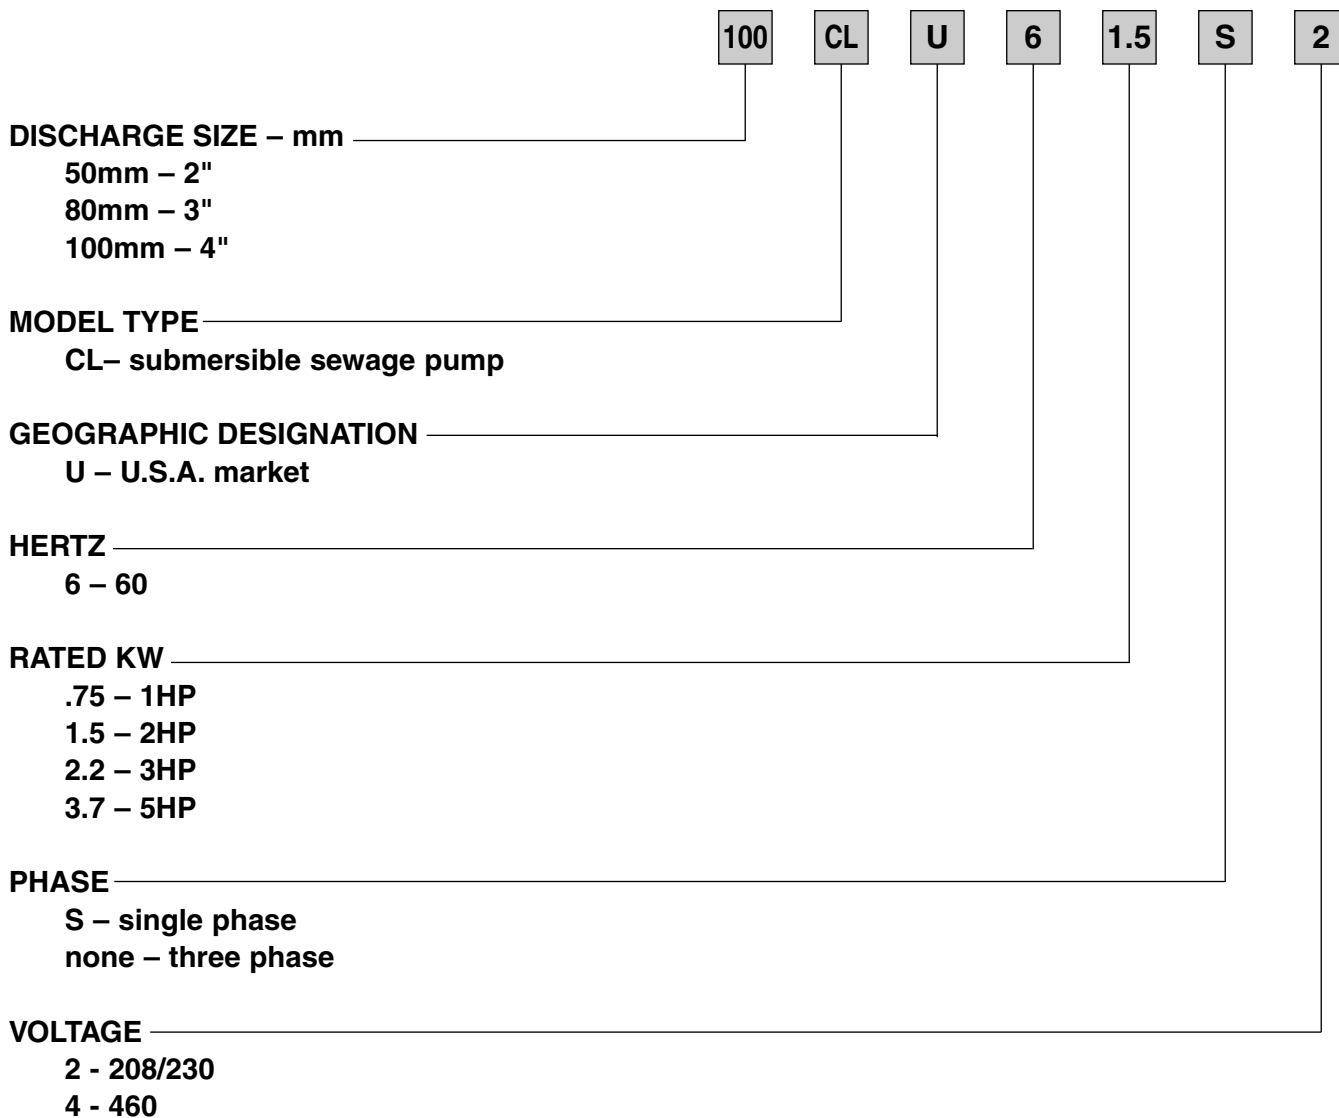 100 CL U 6 1.5 S 2
DISCHARGE SIZE – mm
50mm – 2"
80mm – 3"
100mm – 4"
MODEL TYPE
CL– submersible sewage pump
GEOGRAPHIC DESIGNATION
U – U.S.A. market
HERTZ
6 – 60
RATED KW
.75 – 1HP
1.5 – 2HP
2.2 – 3HP
3.7 – 5HP
PHASE
S – single phase
none – three phase
VOLTAGE
2 - 208/230
4 - 460